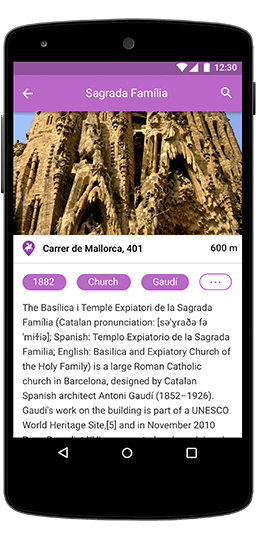 12:30
Sagrada Família
Carrer de Mallorca, 401
600 m
1882
Church
Gaudí
The Basílica i Temple Expiatori de la Sagrada
Família (Catalan pronunciation: [səˈɣɾaðə fə
ˈmiɫiə]; Spanish: Templo Expiatorio de la Sagrada
Familia; English: Basilica and Expiatory Church of
the Holy Family) is a large Roman Catholic
church in Barcelona, designed by Catalan
Spanish architect Antoni Gaudí (1852–1926).
Gaudí's work on the building is part of a UNESCO
World Heritage Site,[5] and in November 2010